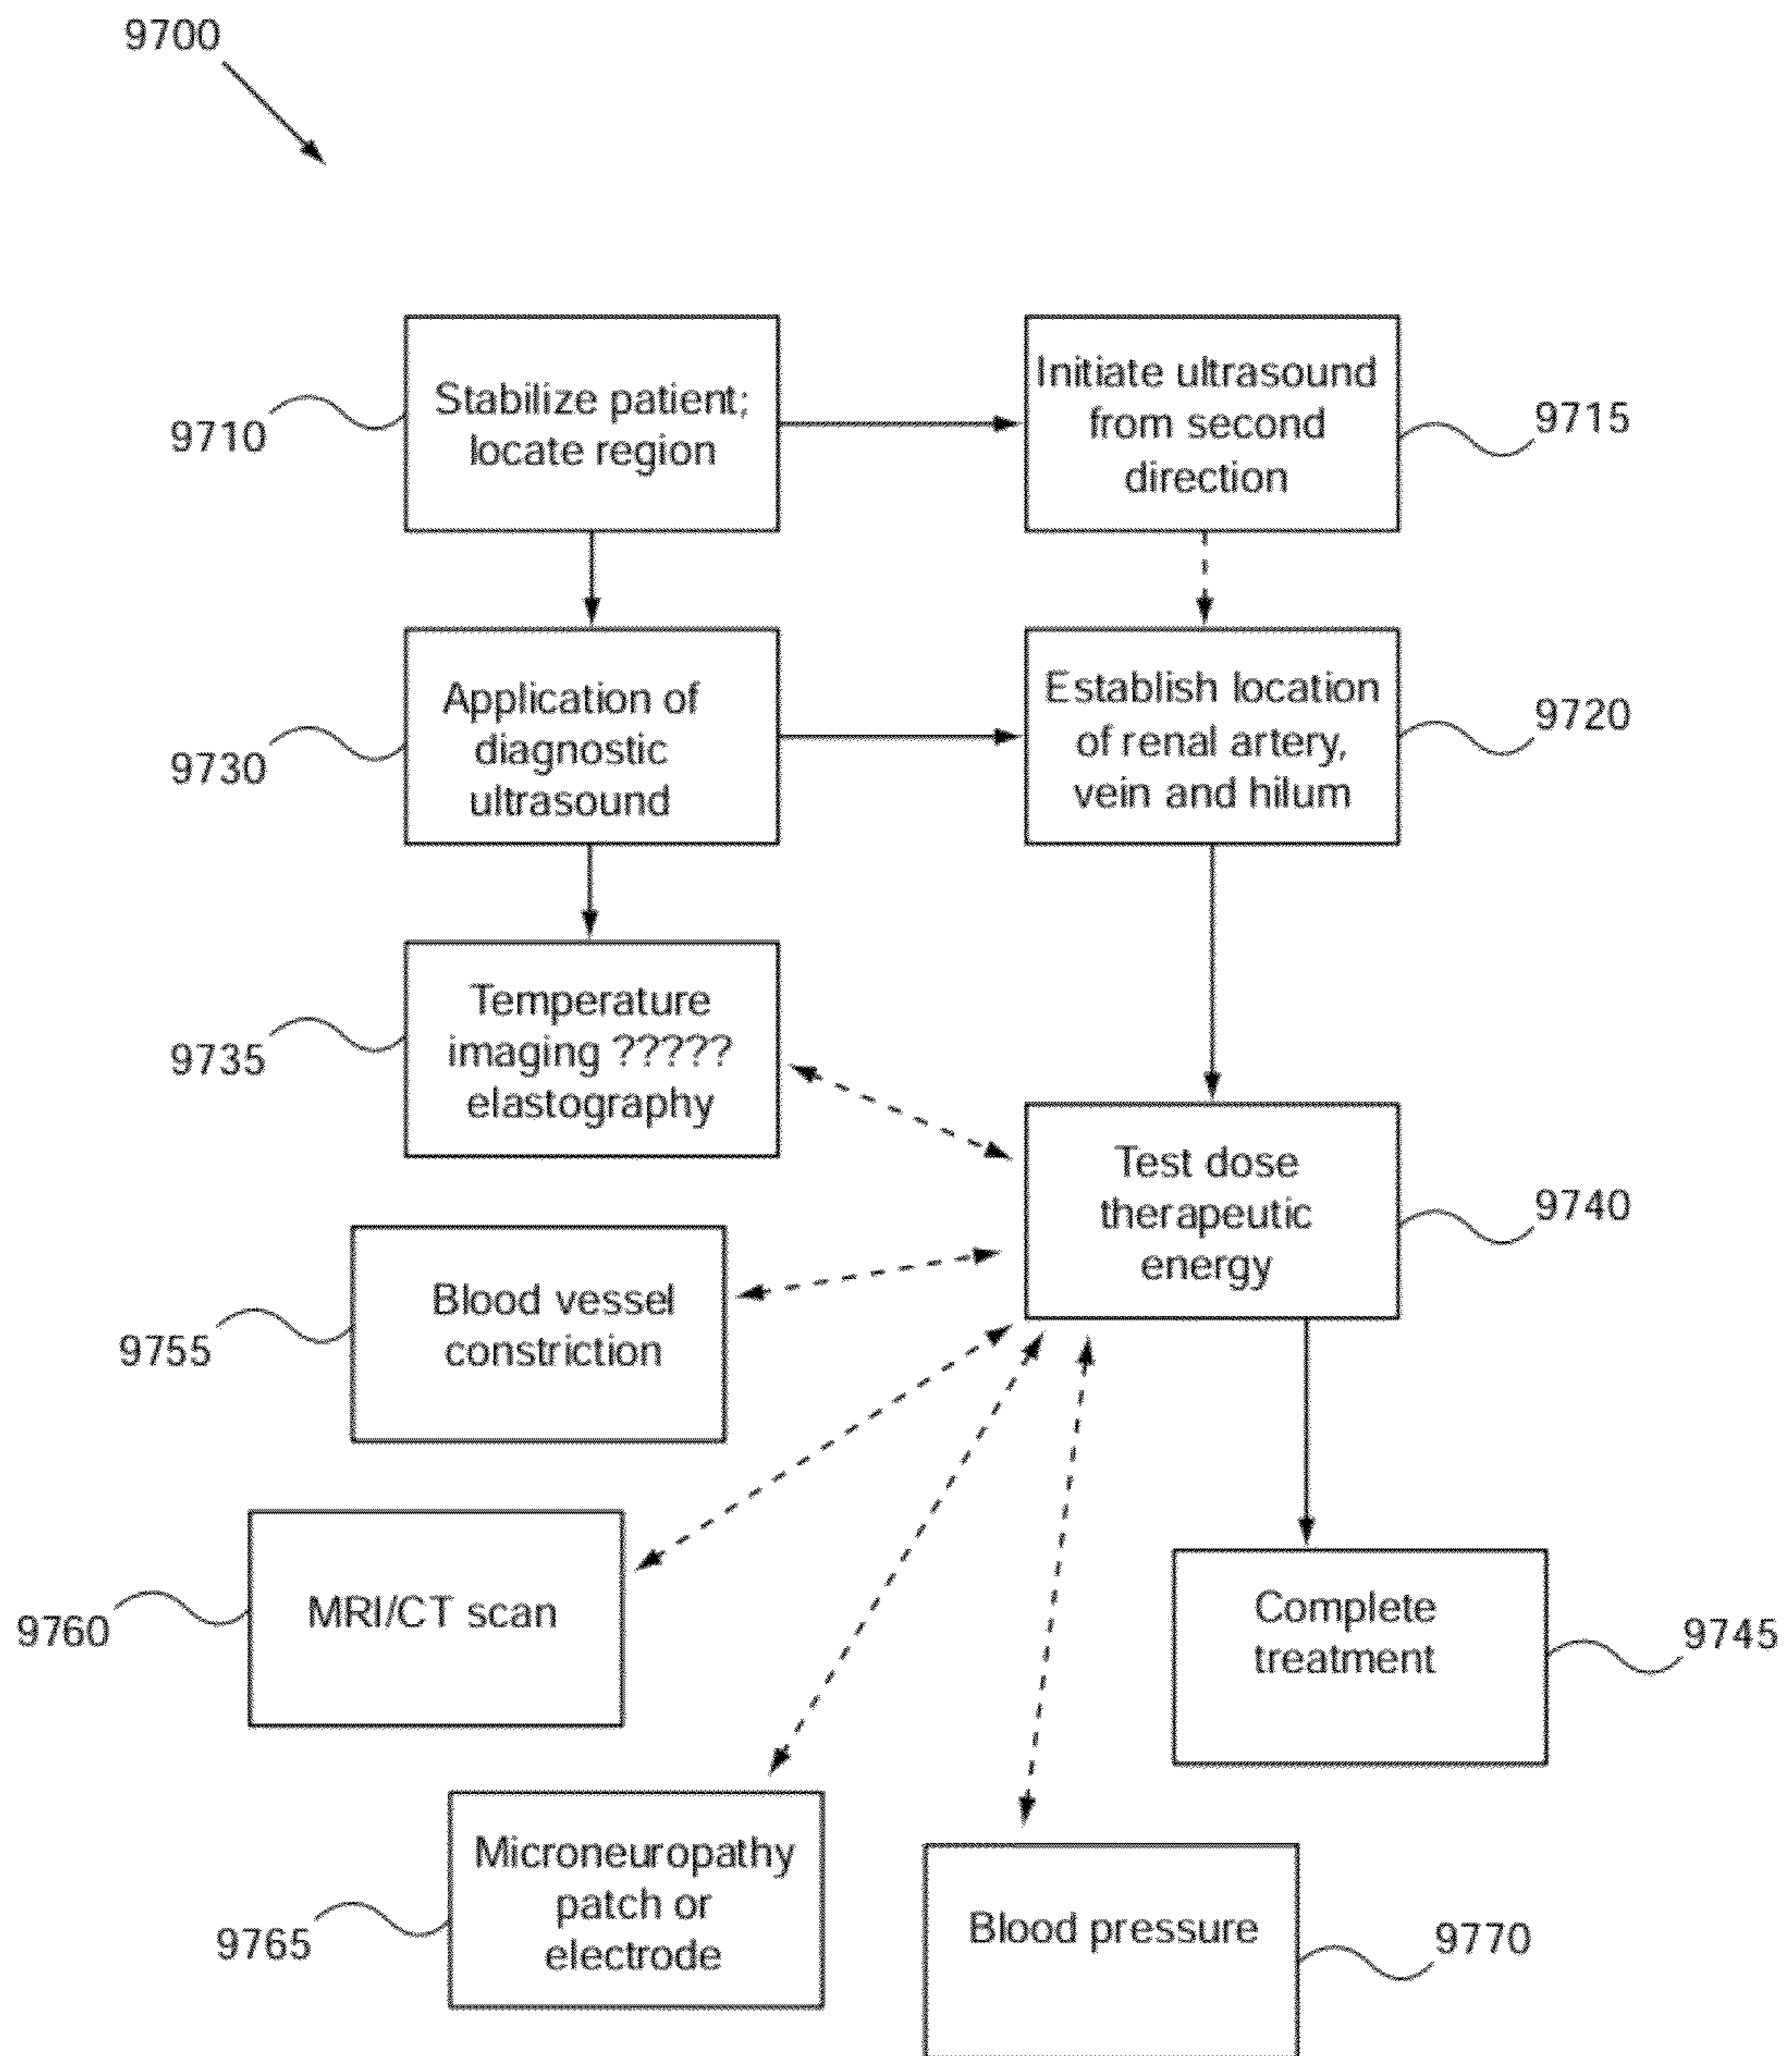 9700
9710
Stabilize patient;
locate region
Initiate ultrasound
from second
direction
9715
9730
Application of
diagnostic
ultrasound
Establish location
of renal artery,
vein and hilum
9720
9735
Temperature
imaging ?????
elastography
Test dose
therapeutic
energy
9740
9755
Blood vessel
constriction
9760
MRI/CT scan
Complete
treatment
9745
9765
Microneuropathy
patch or
electrode
Blood pressure
9770